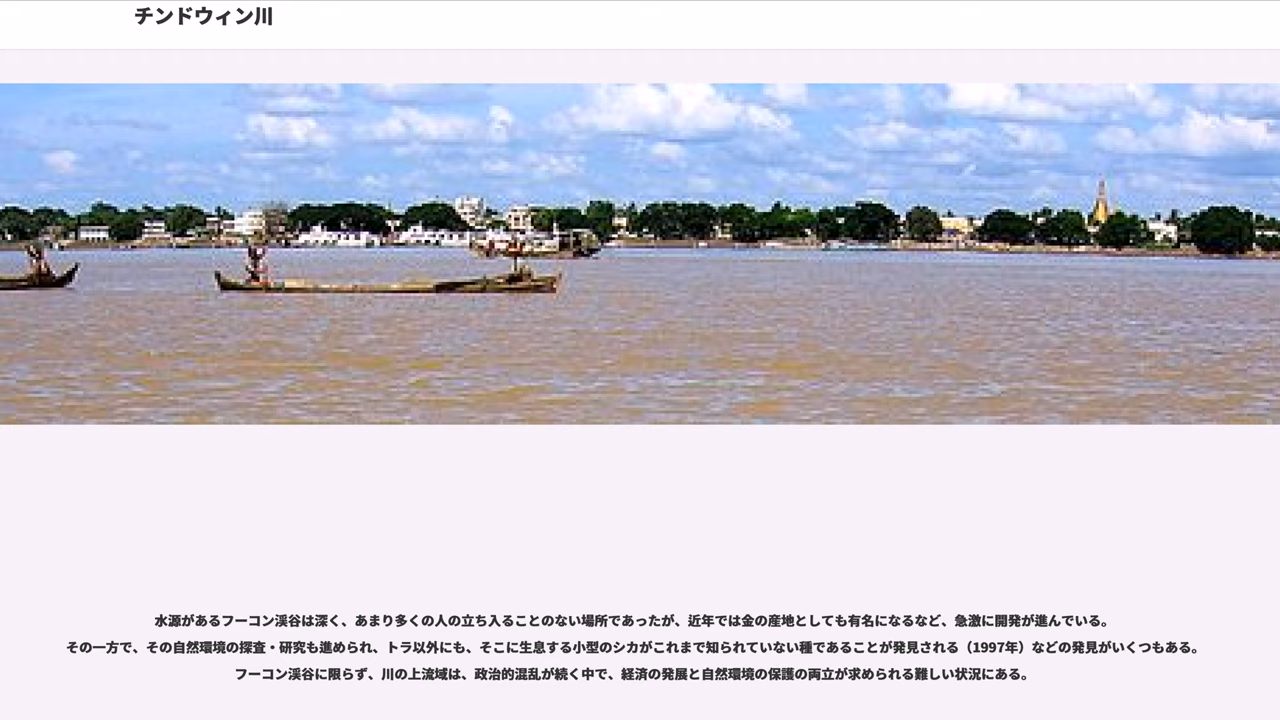 チンドウィン川
水源があるフーコン渓谷は深く、あまり多くの人の立ち入ることのない場所であったが、近年では金の産地としても有名になるなど、急激に開発が進んでいる。
その一方で、その自然環境の探査・研究も進められ、トラ以外にも、そこに生息する小型のシカがこれまで知られていない種であることが発見される（1997年）などの発見がいくつもある。
フーコン渓谷に限らず、川の上流域は、政治的混乱が続く中で、経済の発展と自然環境の保護の両立が求められる難しい状況にある。